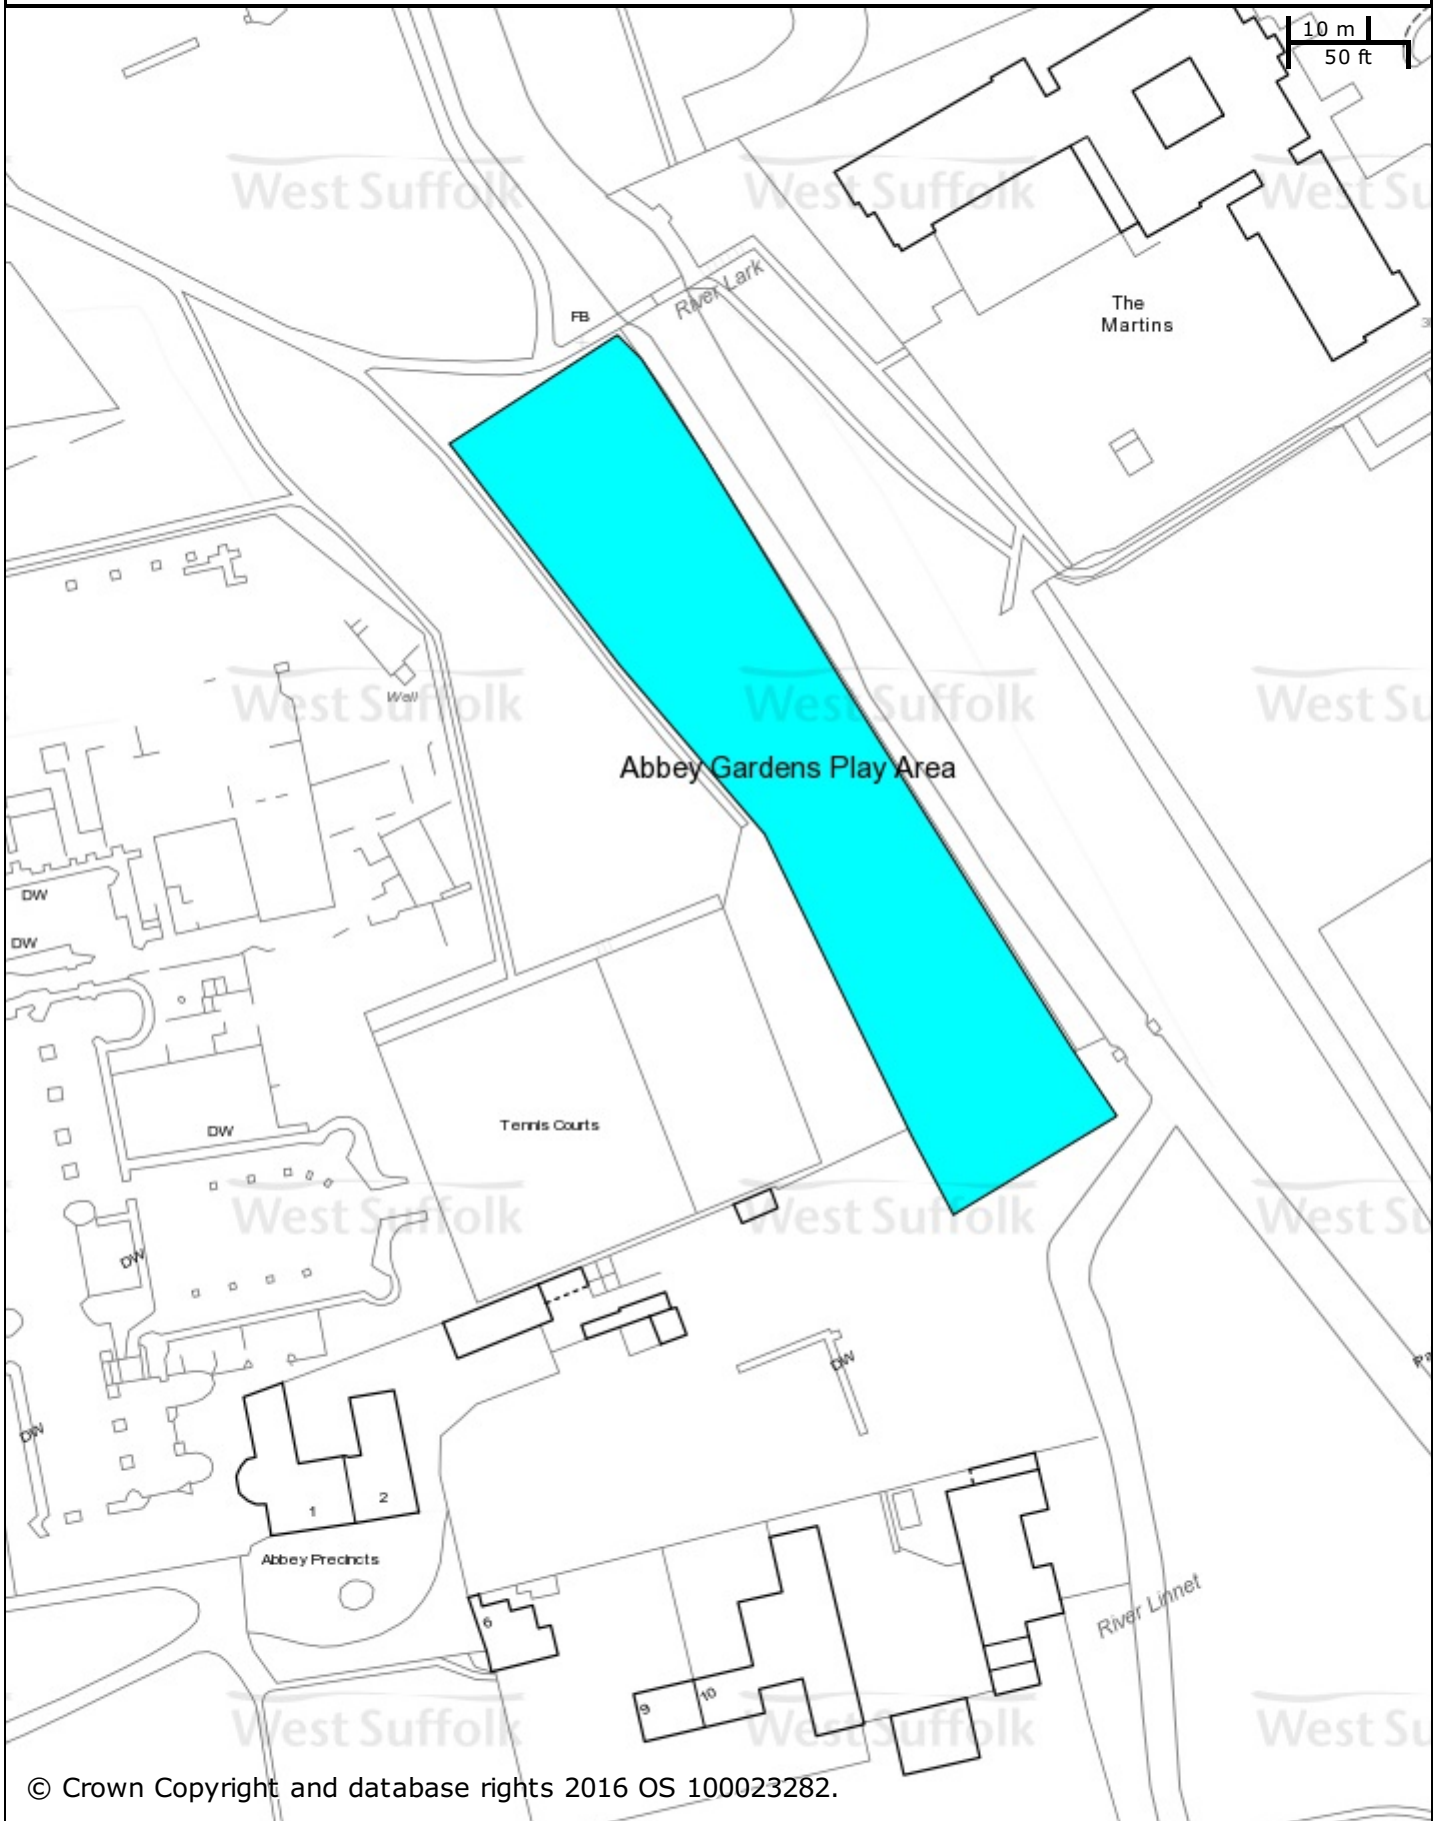 10 m
50 ft
West Suffolk
West Suffolk
West Su
River Lark
FB
The
Martins
West Suffolk
Well
West Suffolk
West Su
Abbey Gardens Play Area
DW
DW
Tennis Courts
DW
West Suffolk
West Suffolk
West Su
DW
DW
Pa
DW
2
1
Abbey Precincts
River Linnet
6
10
9
West Suffolk
West Suffolk
West Su
© Crown Copyright and database rights 2016 OS 100023282.